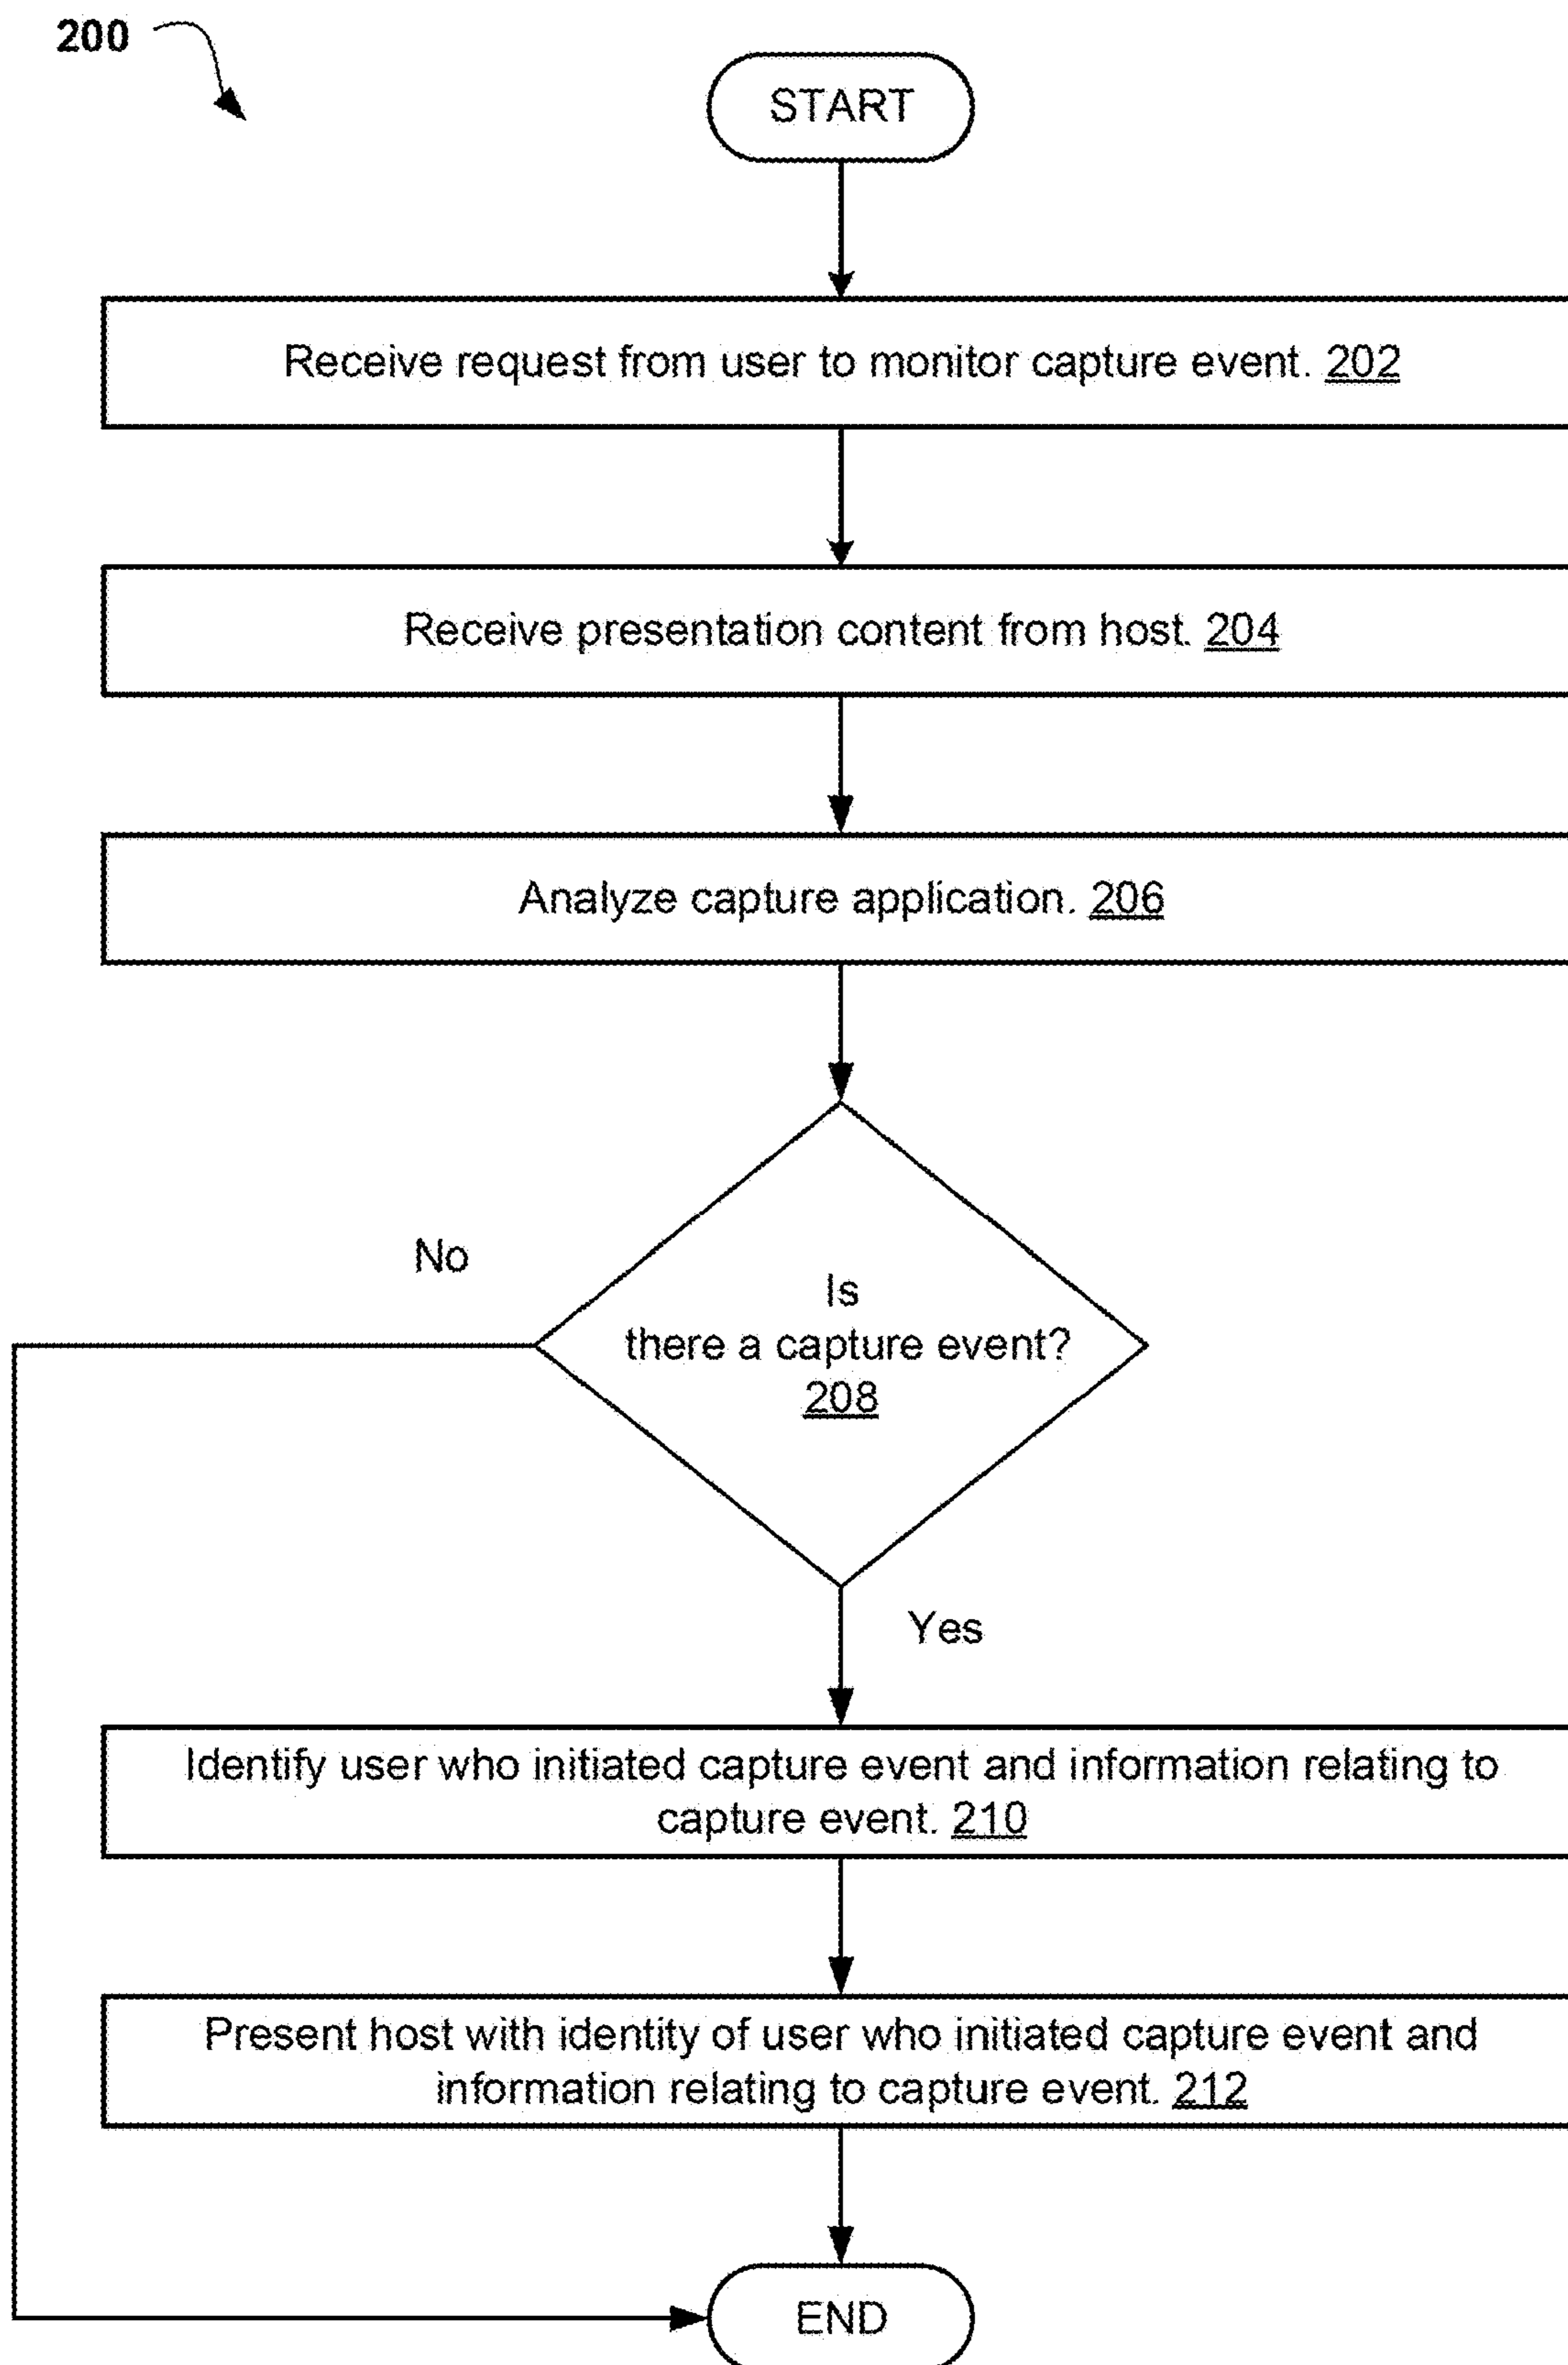 200
START
Receive request from user to monitor capture event. 202
Receive presentation content from host. 204
Analyze capture application. 206
No
Is
there a capture event?
208
Yes
Identify user who initiated capture event and information relating to
capture event. 210
Present host with identity of user who initiated capture event and
information relating to capture event. 212
END